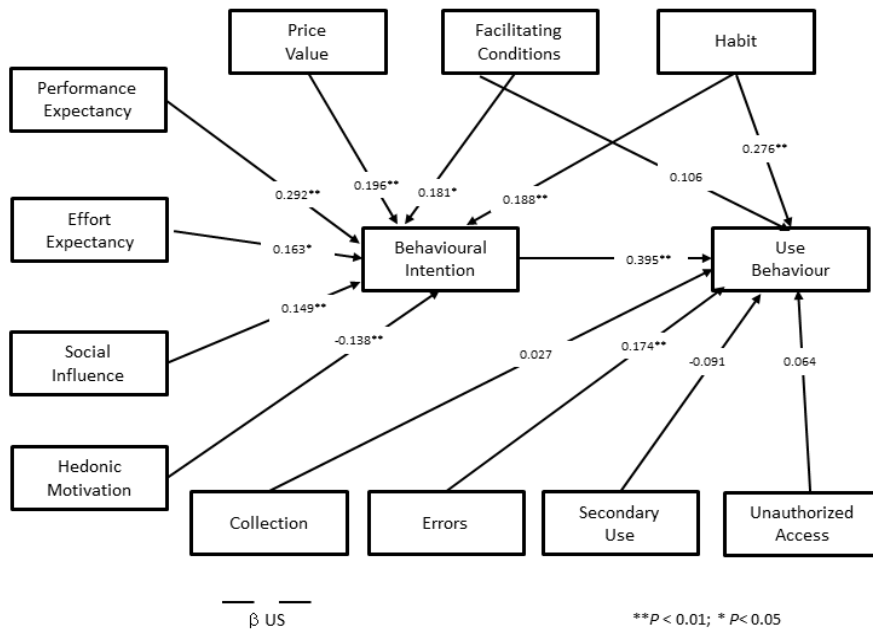 Price
Value
Facilitating
Conditions
Habit
Performance
Expectancy
0.276**
0.106
0.196**
0.181*
0.188**
0.292**
Effort
Expectancy
0.163*
Behavioural
Intention
0.395**
Use
Behaviour
0.149**
-0.138**
Social
Influence
0.027
0.174**
-0.091
0.064
Hedonic
Motivation
Collection
Errors
Secondary
Use
Unauthorized
Access
β US
**P < 0.01; * P< 0.05